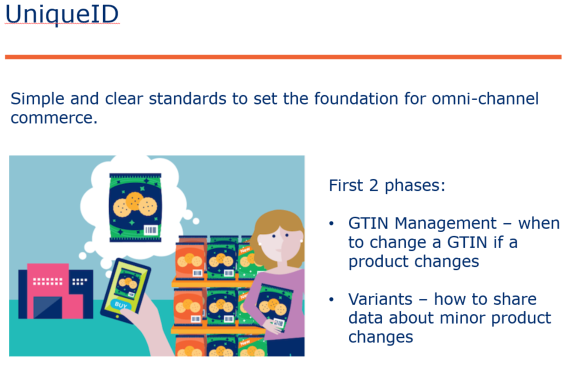 UniqueID
Simple and clear standards to set the foundation for omni-channel
commerce.
First 2 phases:
• GTIN Management – when
to change a GTIN if a
product changes
• Variants – how to share
data about minor product
changes
BUY